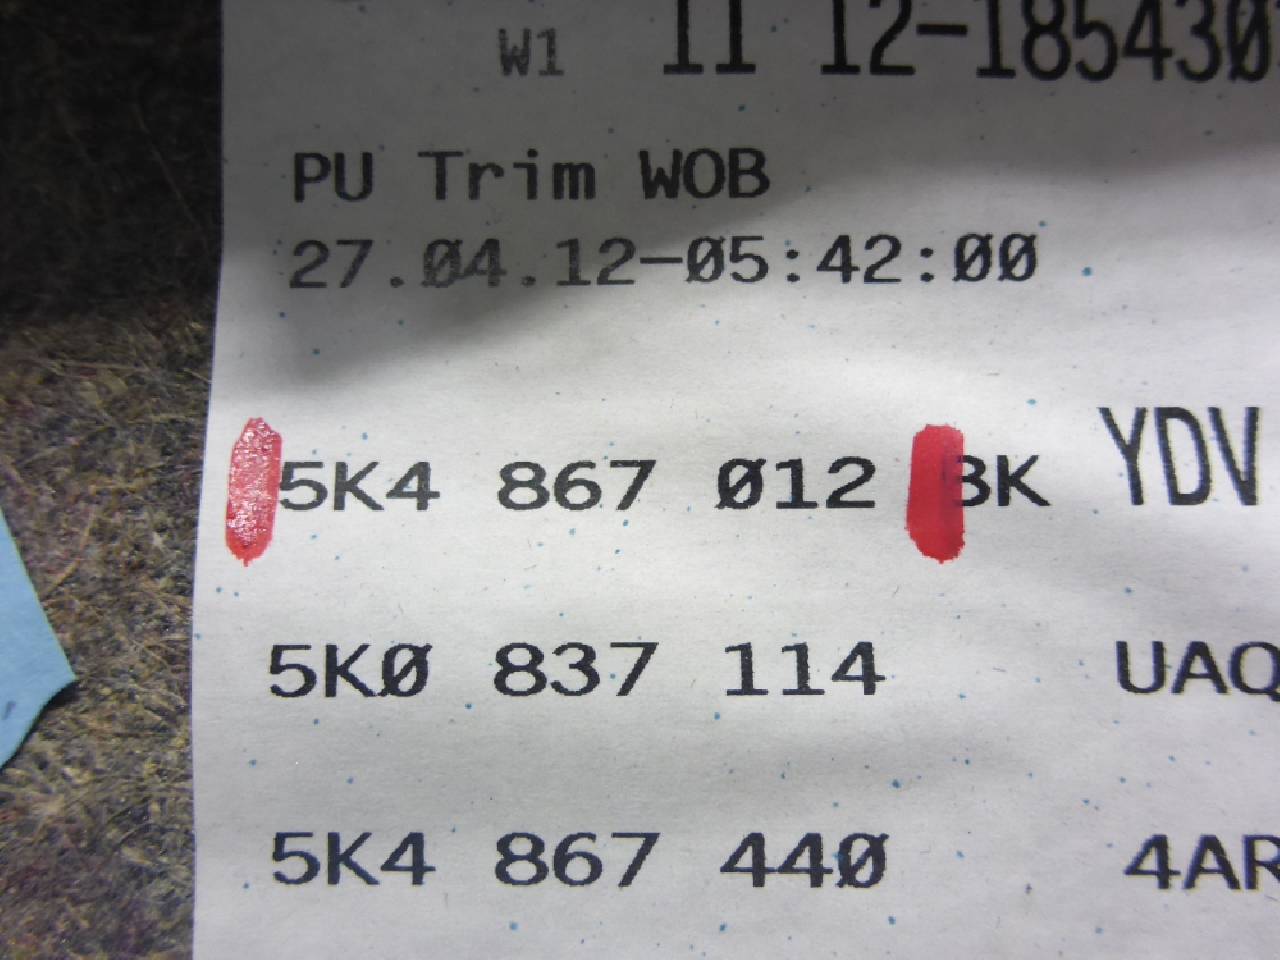 W1 11 12-185430
PU Trim WOB
27.04.12-05:42:00
5K4 867 012 BK YDV
5K0 837 114 UAQ
5K4 867 440 4AR